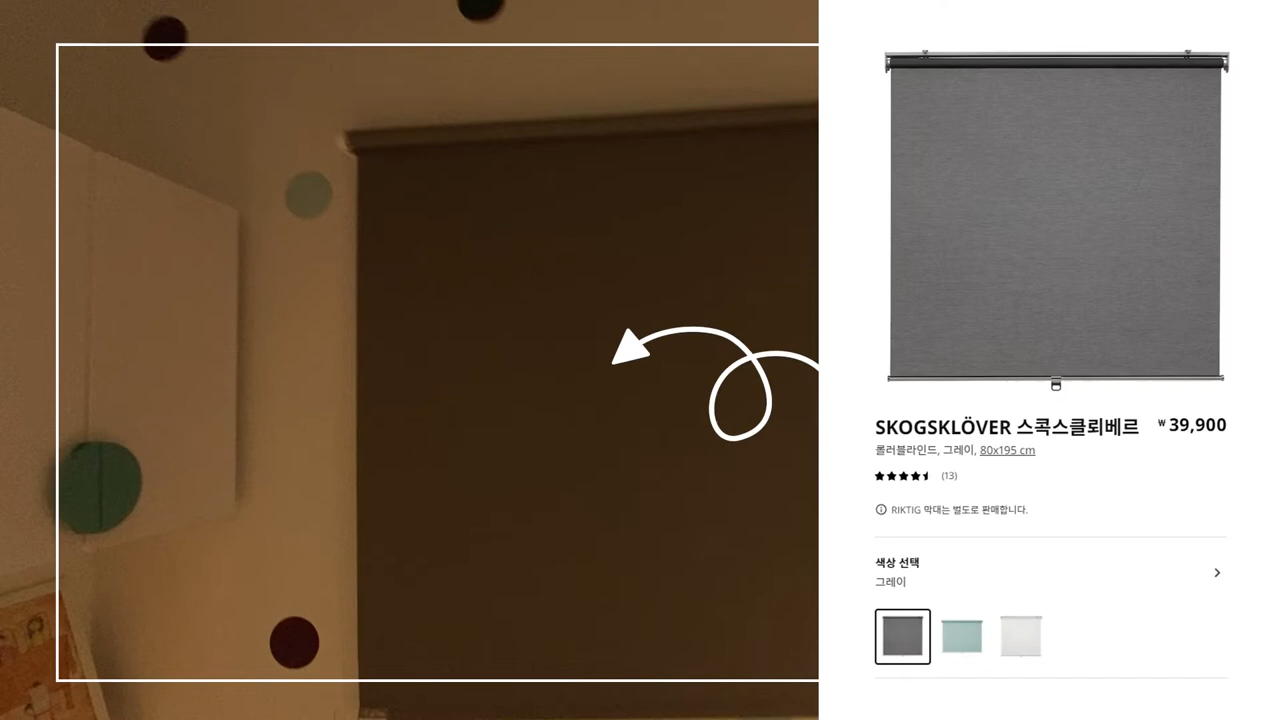 SKOGSKLÖVER 스콕스클뢰베르 ₩ 39,900
롤러블라인드, 그레이, 80x195 cm
(13)
RIKTIG 막대는 별도로 판매합니다.
색상 선택
그레이